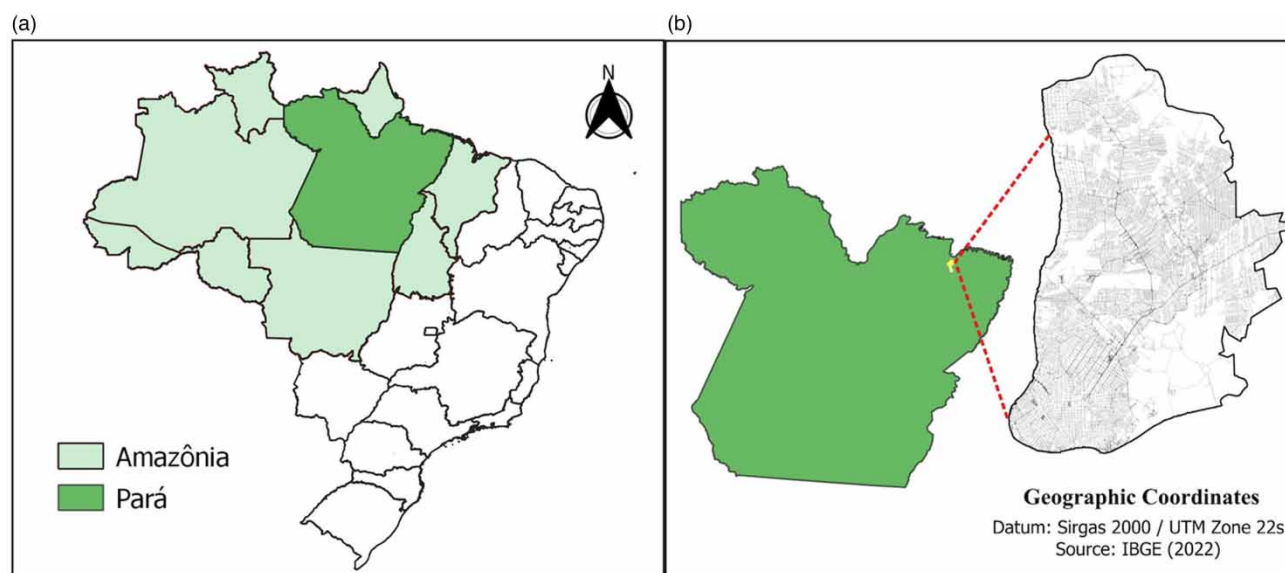 (a)
N
Amazônia
Pará
(b)
Geographic Coordinates
Datum: Sirgas 2000 / UTM Zone 22s
Source: IBGE (2022)